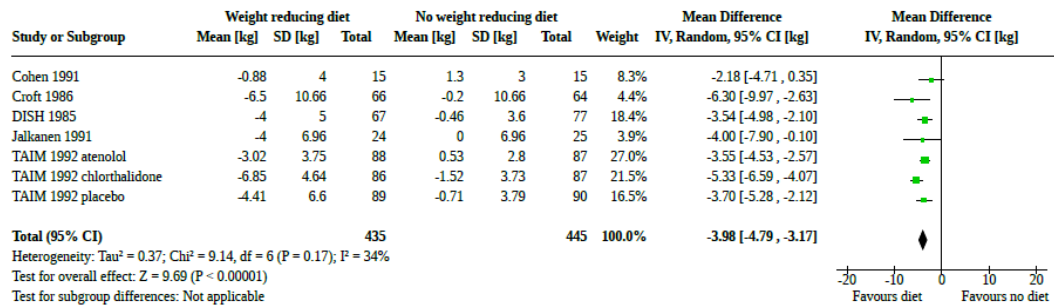 Weight reducing diet No weight reducing diet Mean Difference Mean Difference
Study or Subgroup Mean [kg] SD [kg] Total Mean [kg] SD [kg] Total Weight IV, Random, 95% CI [kg] IV, Random, 95% CI [kg]
Cohen 1991 -0.88 4 15 1.3 3 15 8.3% -2.18 [-4.71 , 0.35]
Croft 1986 -6.5 10.66 66 -0.2 10.66 64 4.4% -6.30 [-9.97 , -2.63]
DISH 1985 -4 5 67 -0.46 3.6 77 18.4% -3.54 [-4.98 , -2.10]
Jalkanen 1991 -4 6.96 24 0 6.96 25 3.9% -4.00 [-7.90 , -0.10]
TAIM 1992 atenolol -3.02 3.75 88 0.53 2.8 87 27.0% -3.55 [-4.53 , -2.57]
TAIM 1992 chlorthalidone -6.85 4.64 86 -1.52 3.73 87 21.5% -5.33 [-6.59 , -4.07]
TAIM 1992 placebo -4.41 6.6 89 -0.71 3.79 90 16.5% -3.70 [-5.28 , -2.12]
Total (95% CI) 435 445 100.0% -3.98 [-4.79 , -3.17]
Heterogeneity: Tau² = 0.37; Chi² = 9.14, df = 6 (P = 0.17); I² = 34%
Test for overall effect: Z = 9.69 (P < 0.00001)
Test for subgroup differences: Not applicable
-20 -10 0 10 20
Favours diet Favours no diet